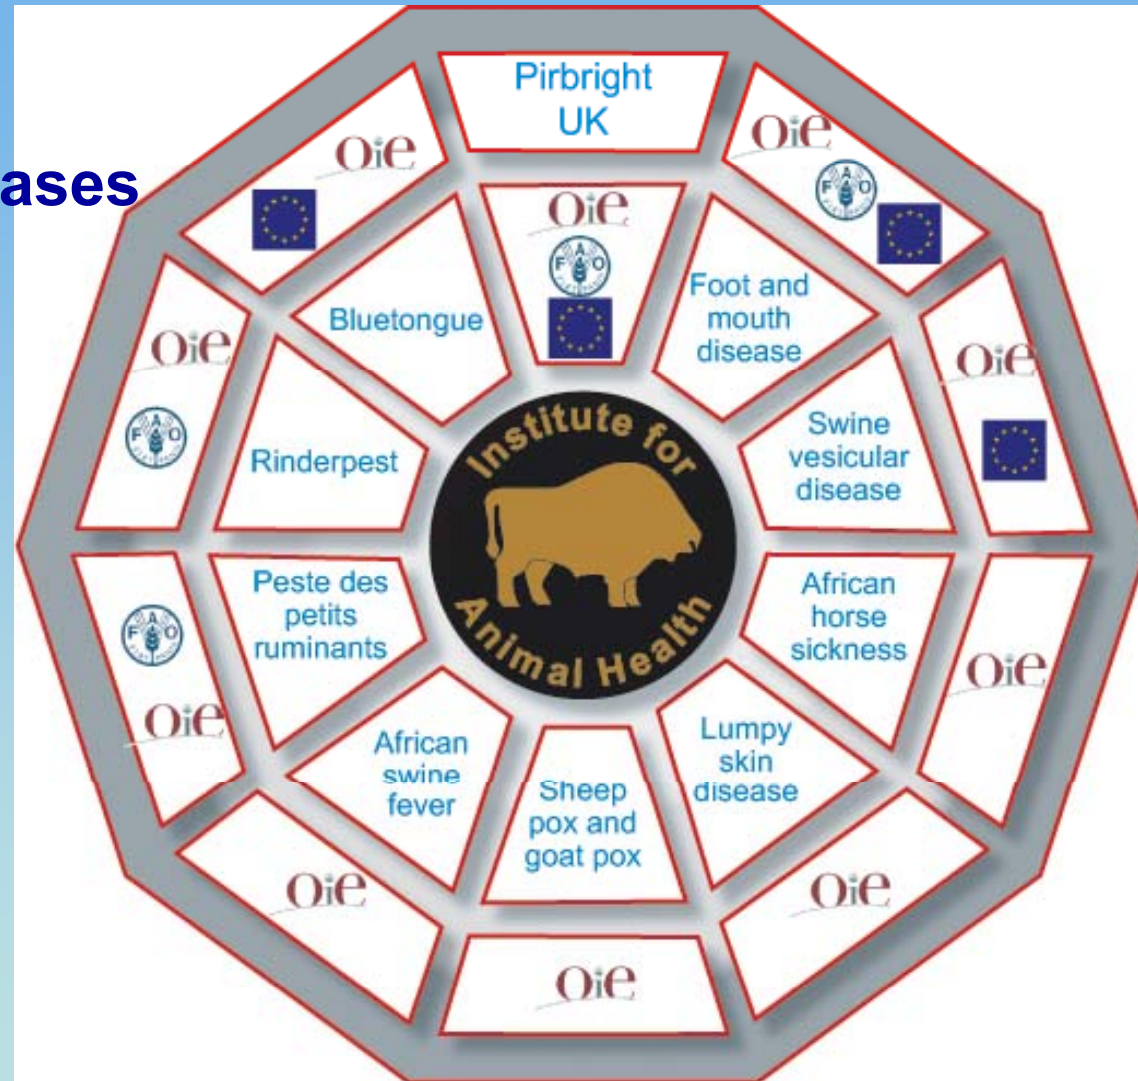 ases
Pirbright
UK
OiE
OiE
FAO
OiE
FAO
Bluetongue
Foot and
mouth
disease
OiE
FAO
OiE
Rinderpest
Swine
vesicular
disease
Institute for
Animal Health
Peste des
petits
ruminants
African
horse
sickness
FAO
OiE
OiE
African
swine
fever
Sheep
pox and
goat pox
Lumpy
skin
disease
OiE
OiE
OiE